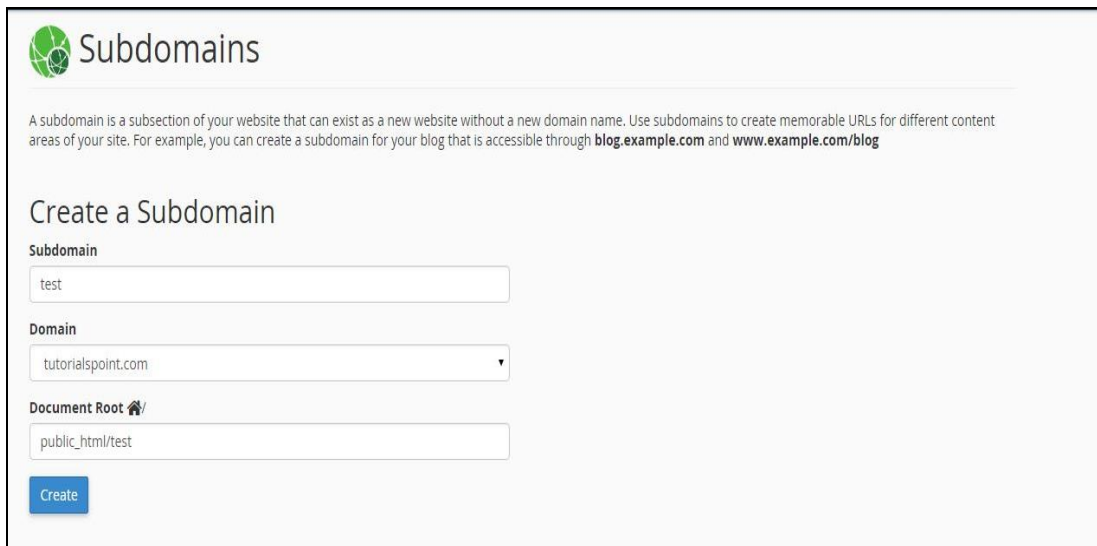 Subdomains
A subdomain is a subsection of your website that can exist as a new website without a new domain name. Use subdomains to create memorable URLs for different content
areas of your site. For example, you can create a subdomain for your blog that is accessible through blog.example.com and www.example.com/blog
Create a Subdomain
Subdomain
test
Domain
tutorialspoint.com
Document Root /
public_html/test
Create